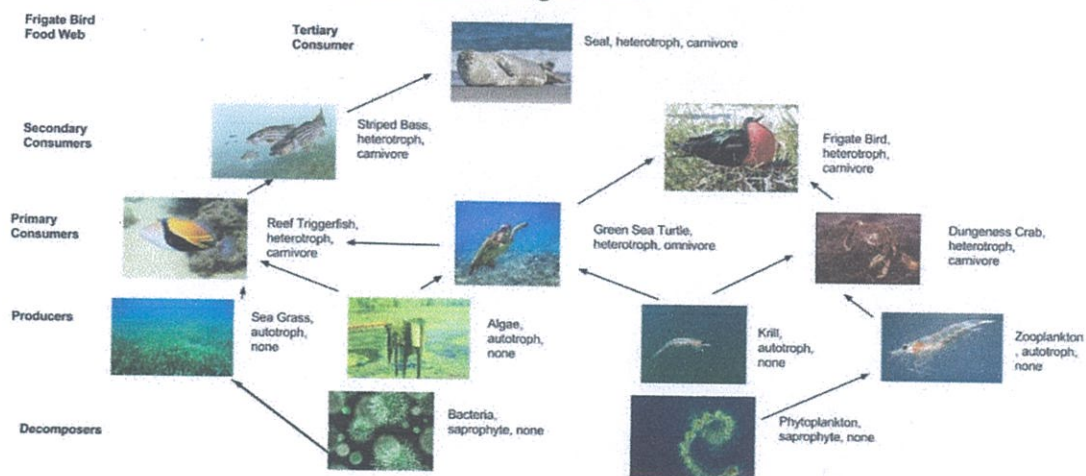 Frigate Bird
Food Web
Tertiary
Consumer
Seal, heterotroph, carnivore
Secondary
Consumers
Striped Bass,
heterotroph,
carnivore
Frigate Bird,
heterotroph,
carnivore
Primary
Consumers
Reef Triggerfish,
heterotroph,
carnivore
Green Sea Turtle,
heterotroph, omnivore
Dungeness Crab,
heterotroph,
carnivore
Producers
Sea Grass,
autotroph,
none
Algae,
autotroph,
none
Krill,
autotroph,
none
Zooplankton
, autotroph,
none
Decomposers
Bacteria,
saprophyte, none
Phytoplankton,
saprophyte, none